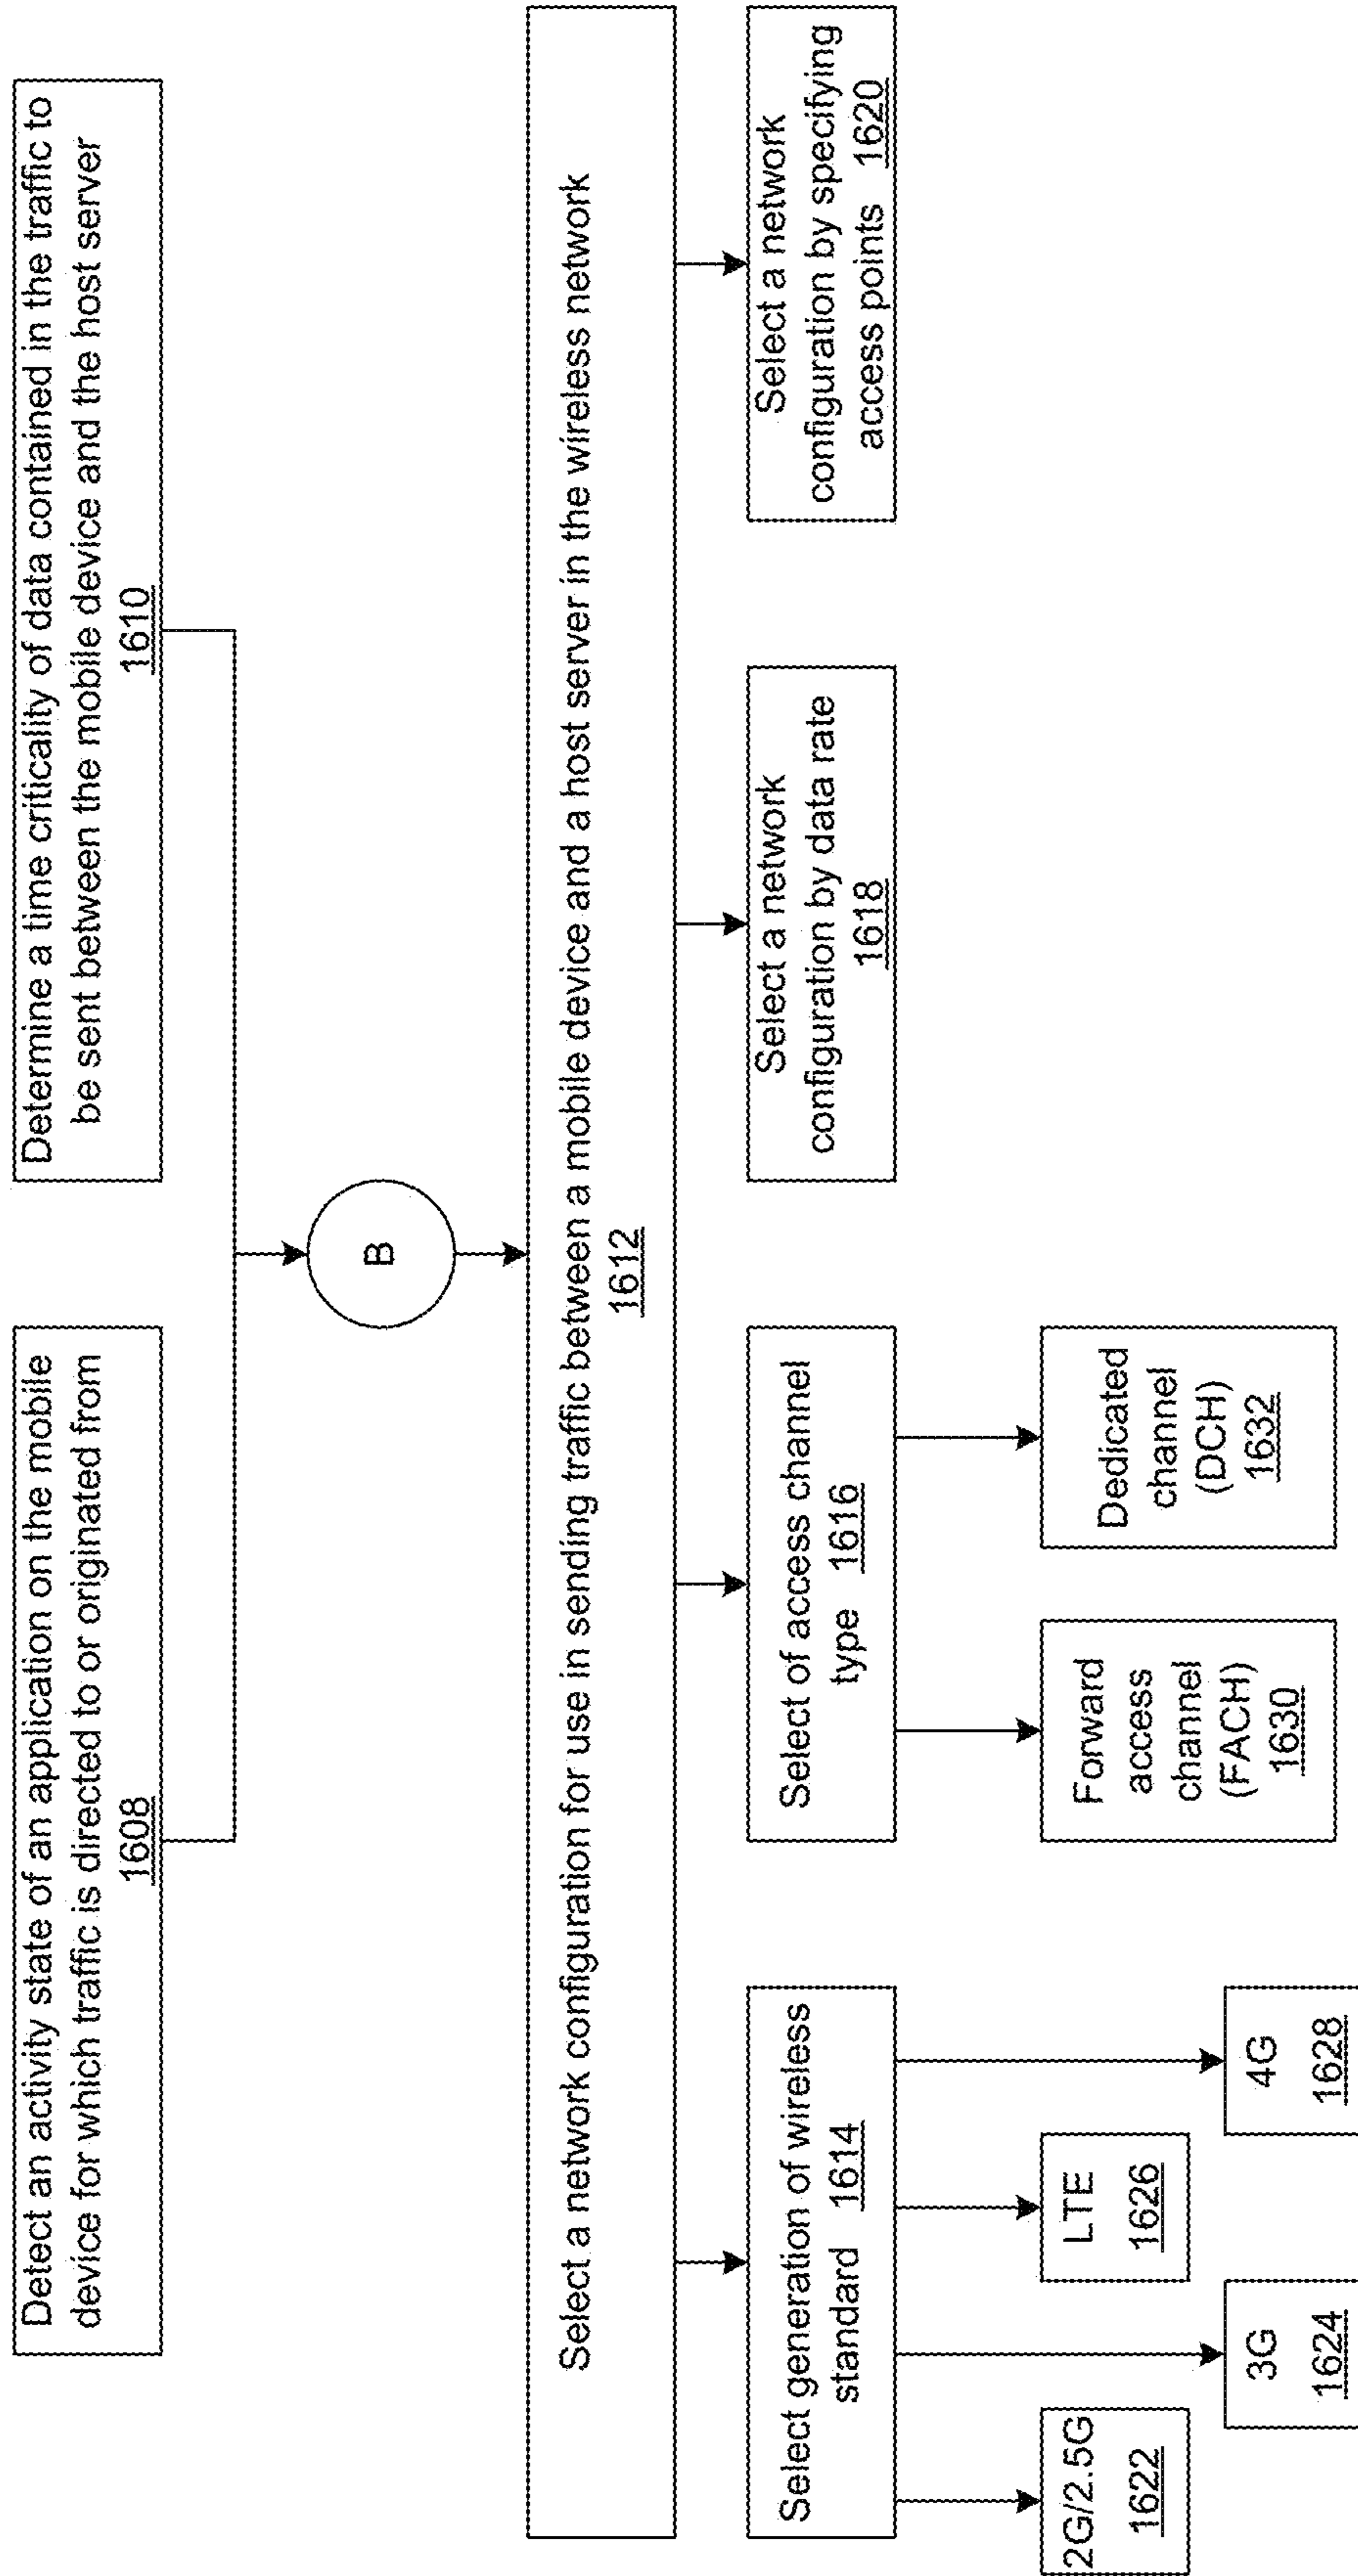 Detect an activity state of an application on the mobile
device for which traffic is directed to or originated from
1608
Determine a time criticality of data contained in the traffic to
be sent between the mobile device and the host server
1610
B
Select a network configuration for use in sending traffic between a mobile device and a host server in the wireless network
1612
Select generation of wireless
standard 1614
Select of access channel
type 1616
Select a network
configuration by data rate
1618
Select a network
configuration by specifying
access points 1620
2G/2.5G
1622
3G
1624
LTE
1626
4G
1628
Forward
access
channel
(FACH)
1630
Dedicated
channel
(DCH)
1632